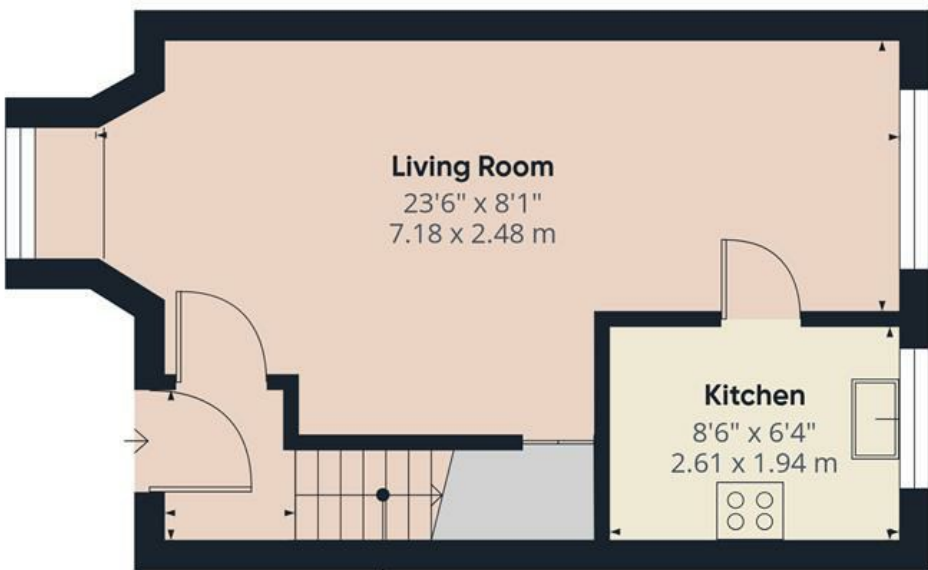 Living Room
23'6" x 8'1"
7.18 x 2.48 m
Kitchen
8'6" x 6'4"
2.61 x 1.94 m